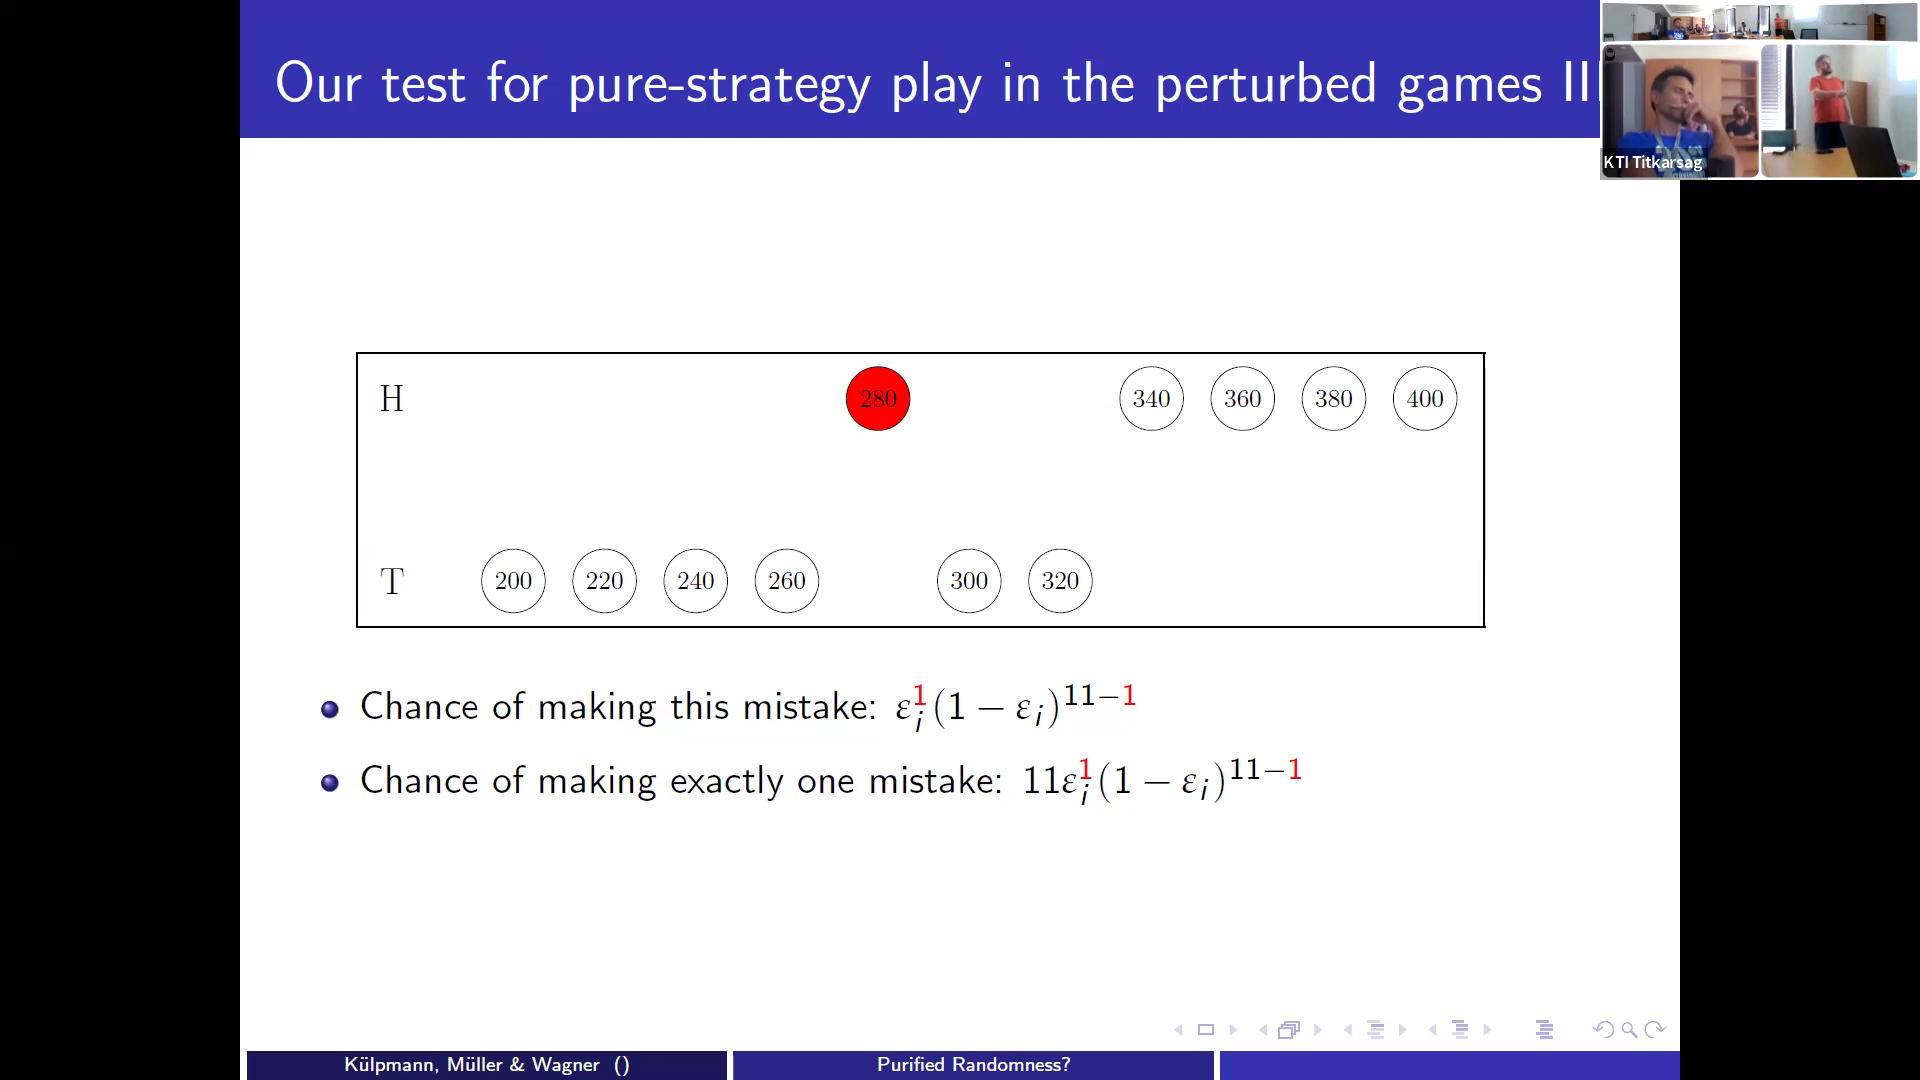 Our test for pure-strategy play in the perturbed games II
KTI Titkarsag
H 280 340 360 380 400
T 200 220 240 260 300 320
Chance of making this mistake: ε_i^1(1 − ε_i)^{11−1}
Chance of making exactly one mistake: 11ε_i^1(1 − ε_i)^{11−1}
Külpmann, Müller & Wagner ()
Purified Randomness?